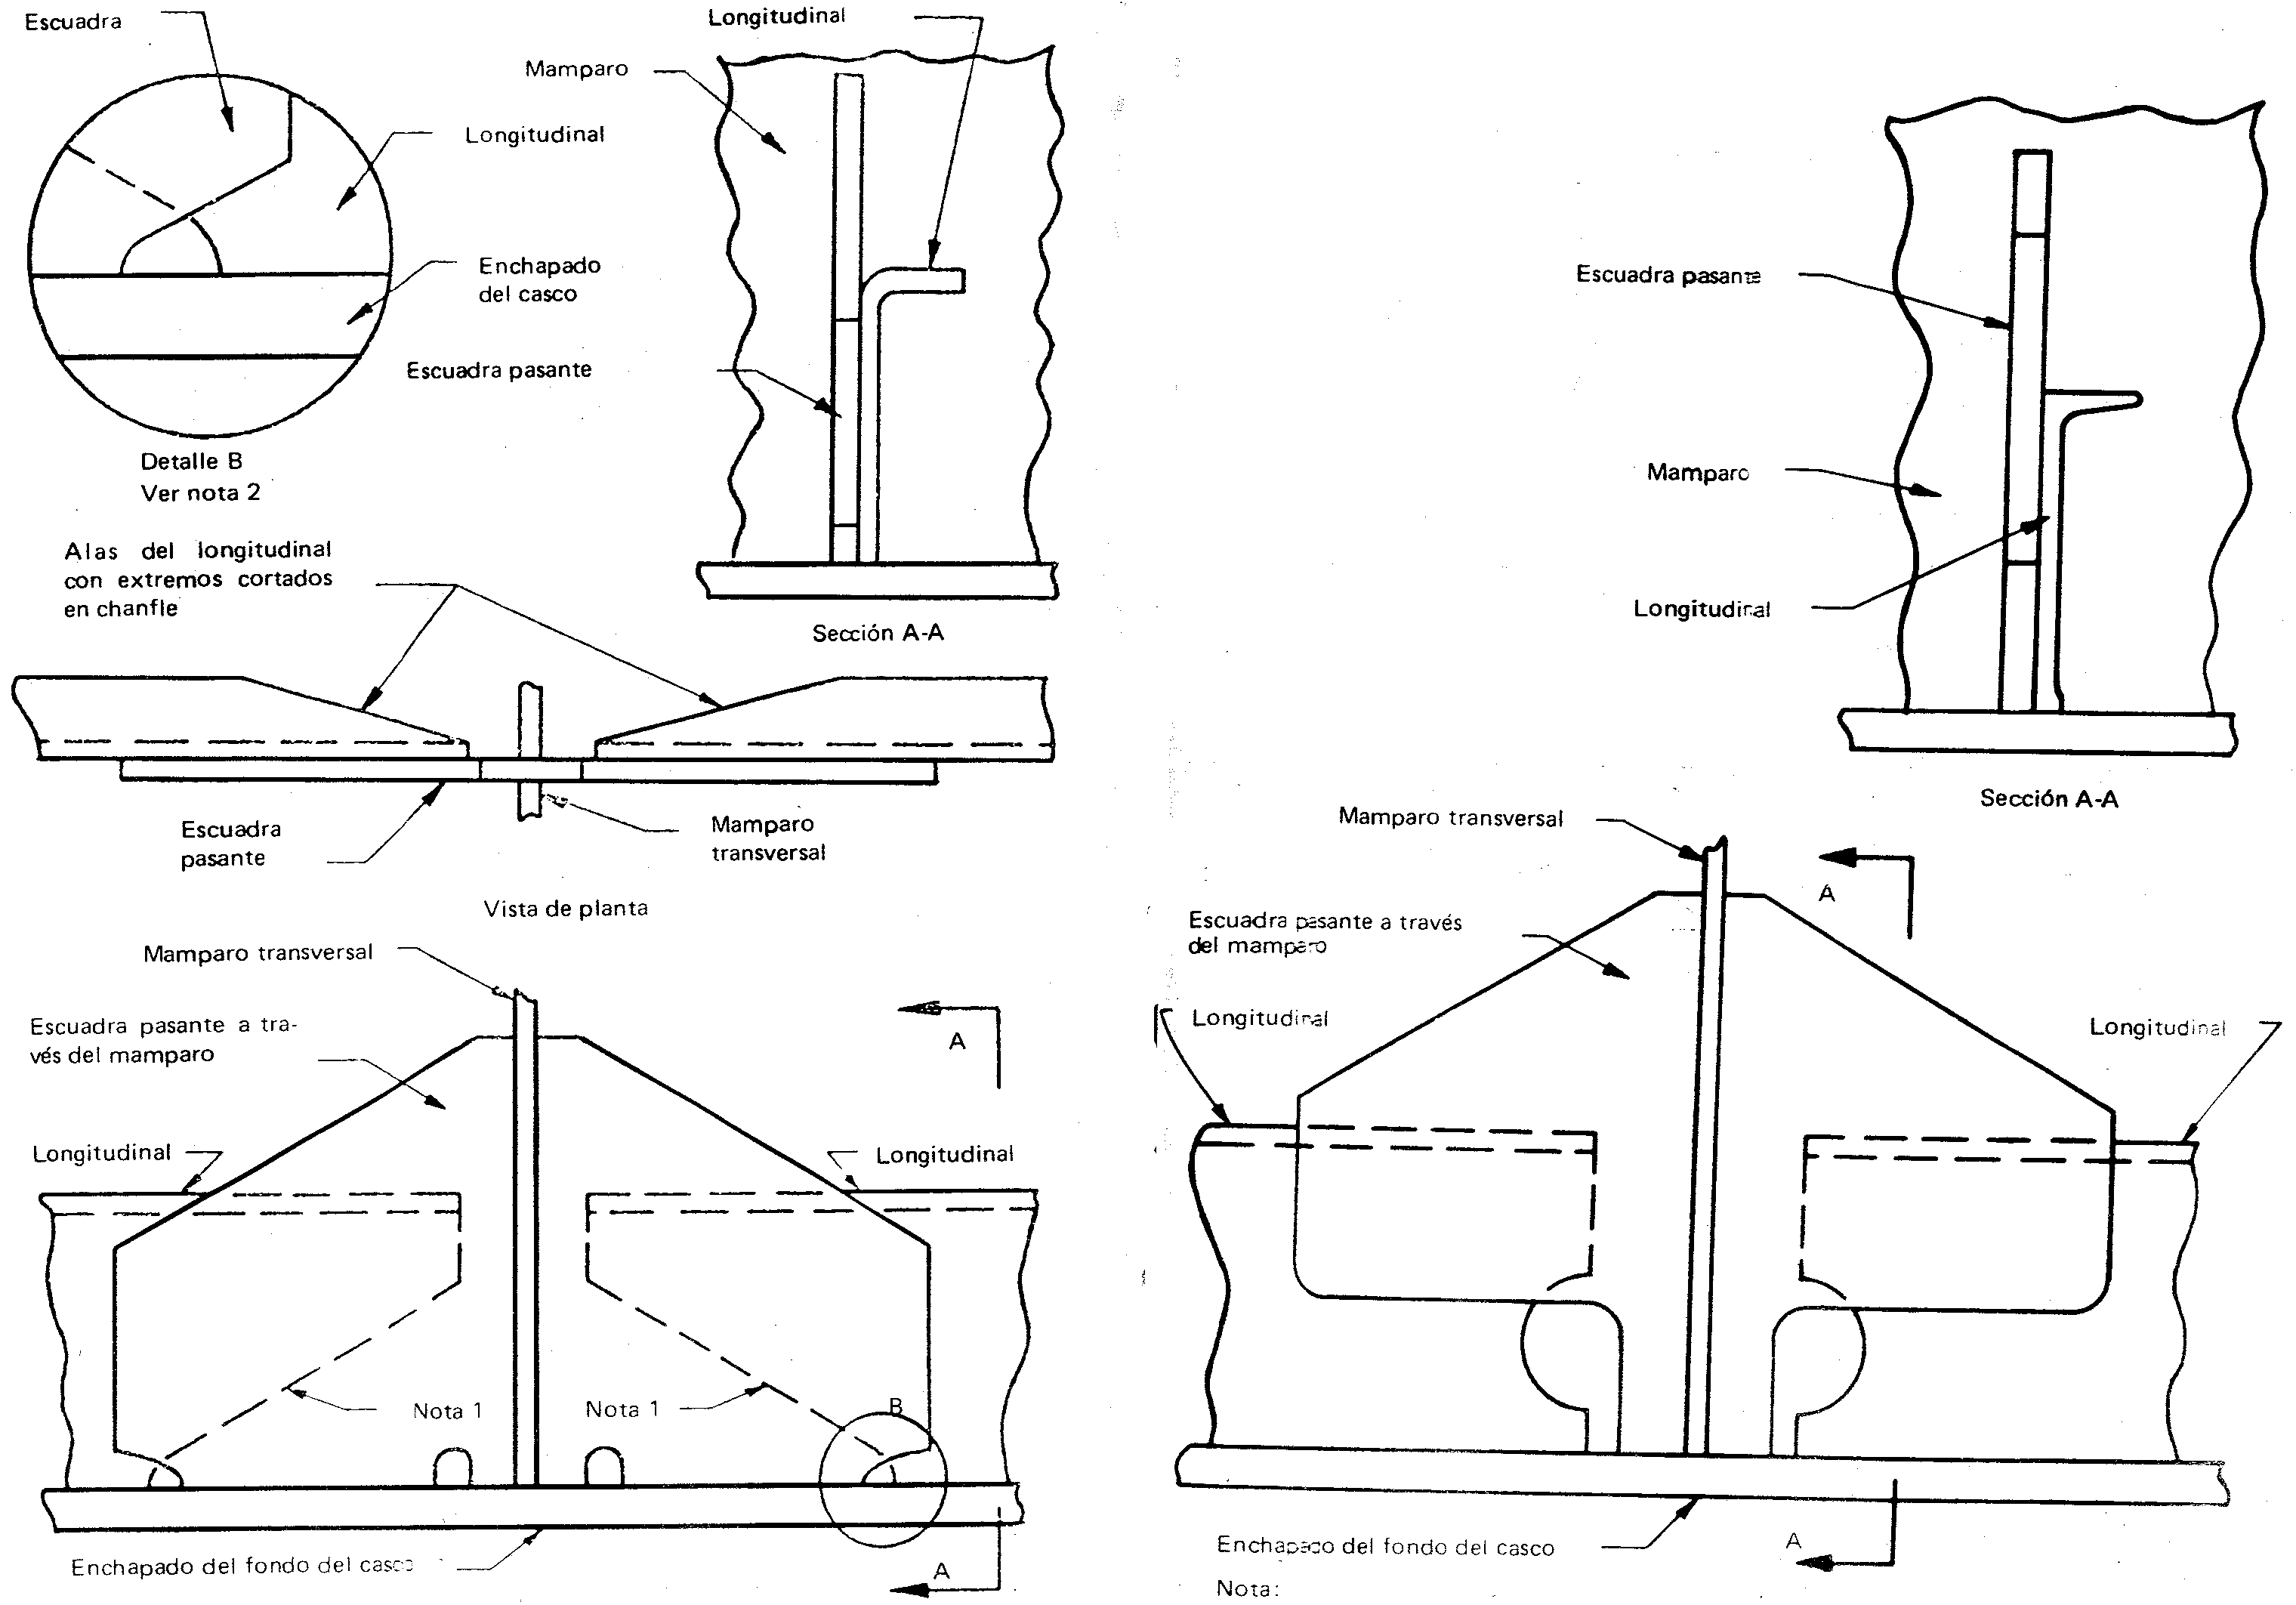 Escuadra
Longitudinal
Mamparo
Longitudinal
Enchapado
del casco
Escuadra pasante
Detalle B
Ver nota 2
Alas del longitudinal
con extremos cortados
en chanfle
Sección A-A
Escuadra
pasante
Mamparo
transversal
Vista de planta
Mamparo transversal
A
Escuadra pasante a tra-
vés del mamparo
Longitudinal
Longitudinal
Nota 1
Nota 1
B
Enchapado del fondo del casco
A
Escuadra pasante
Mamparo
Longitudinal
Sección A-A
Mamparo transversal
A
Escuadra pasante a través
del mamparo
Longitudinal
Longitudinal
Enchapado del fondo del casco
A
Nota: